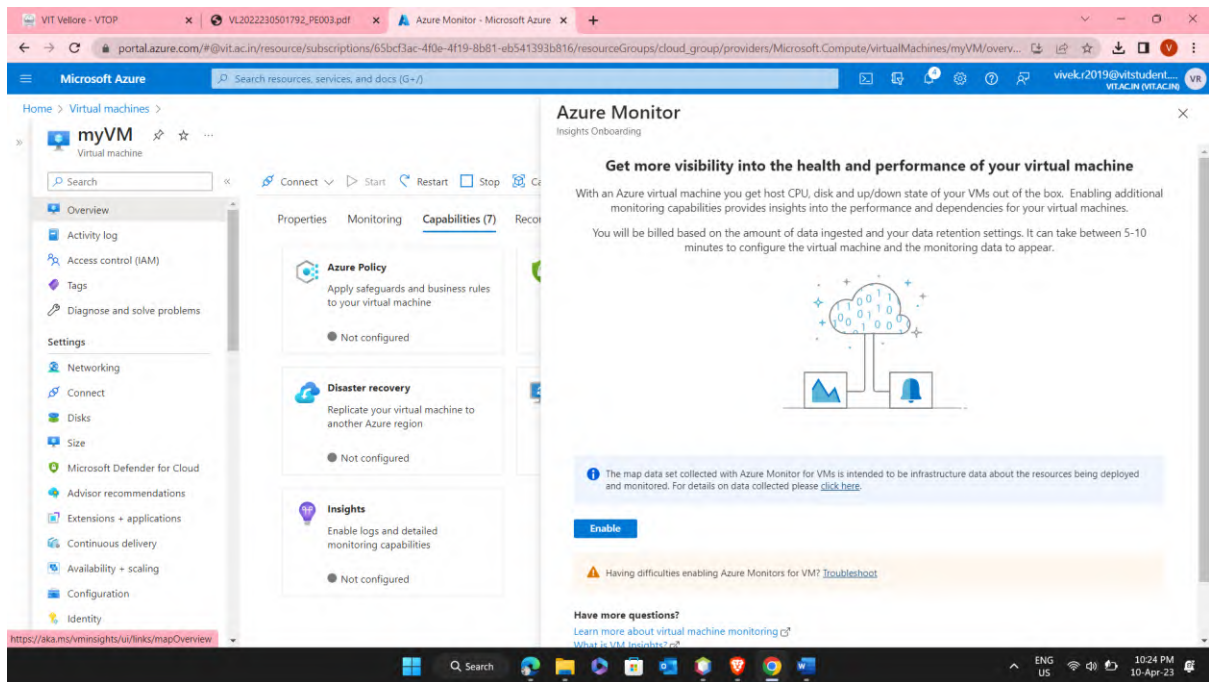 VIT Vellore - VTOP
VL2022230501792_PE003.pdf
Azure Monitor - Microsoft Azure
portal.azure.com/#@vit.ac.in/resource/subscriptions/65bcf3ac-4f0e-4f19-8b81-eb541393b816/resourceGroups/cloud_group/providers/Microsoft.Compute/virtualMachines/myVM/overv...
V
Microsoft Azure
Search resources, services, and docs (G+/)
4
vivek.r2019@vitstudent....
VIT.AC.IN (VIT.AC.IN)
VR
Home > Virtual machines >
myVM
Virtual machine
Search
Overview
Activity log
Access control (IAM)
Tags
Diagnose and solve problems
Settings
Networking
Connect
Disks
Size
Microsoft Defender for Cloud
Advisor recommendations
Extensions + applications
Continuous delivery
Availability + scaling
Configuration
Identity
https://aka.ms/vminsights/ui/links/mapOverview
Connect
Start
Restart
Stop
Ca
Properties
Monitoring
Capabilities (7)
Reco
Azure Policy
Apply safeguards and business rules
to your virtual machine
Not configured
Disaster recovery
Replicate your virtual machine to
another Azure region
Not configured
Insights
Enable logs and detailed
monitoring capabilities
Not configured
Azure Monitor
Insights Onboarding
Get more visibility into the health and performance of your virtual machine
With an Azure virtual machine you get host CPU, disk and up/down state of your VMs out of the box. Enabling additional
monitoring capabilities provides insights into the performance and dependencies for your virtual machines.
You will be billed based on the amount of data ingested and your data retention settings. It can take between 5-10
minutes to configure the virtual machine and the monitoring data to appear.
The map data set collected with Azure Monitor for VMs is intended to be infrastructure data about the resources being deployed
and monitored. For details on data collected please click here.
Enable
Having difficulties enabling Azure Monitors for VM? Troubleshoot
Have more questions?
Learn more about virtual machine monitoring
What is VM Insights?
Search
ENG
US
10:24 PM
10-Apr-23